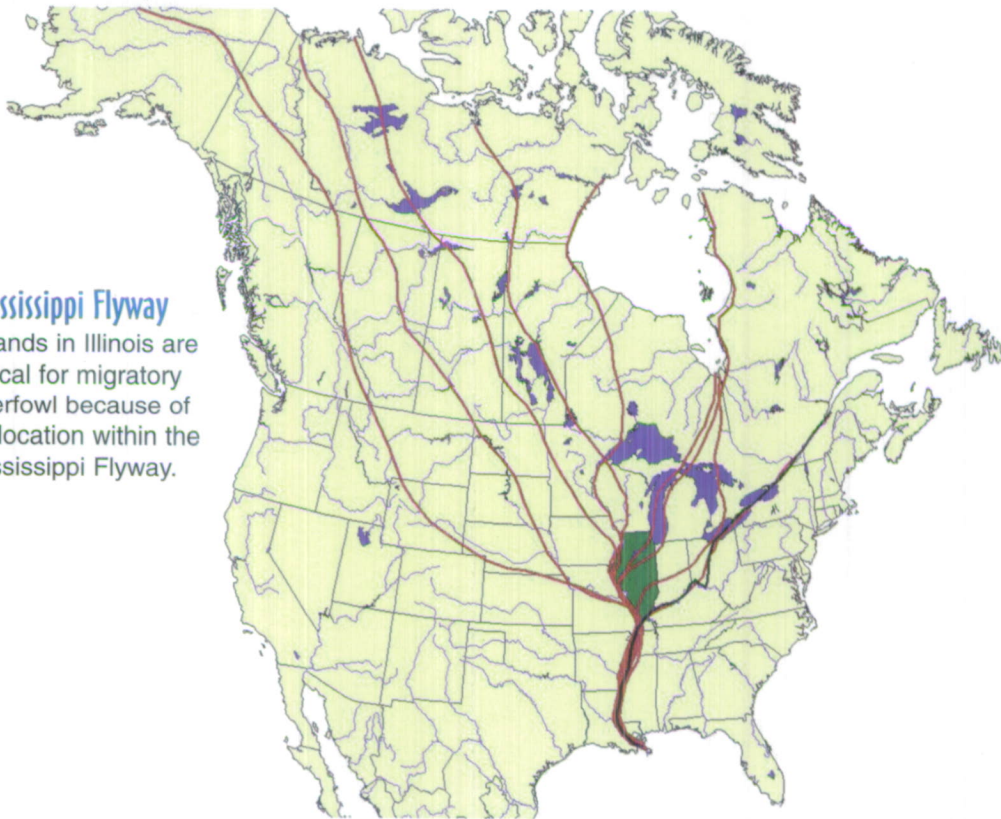 ssissippi Flyway
ands in Illinois are
cal for migratory
erfowl because of
location within the
ssissippi Flyway.